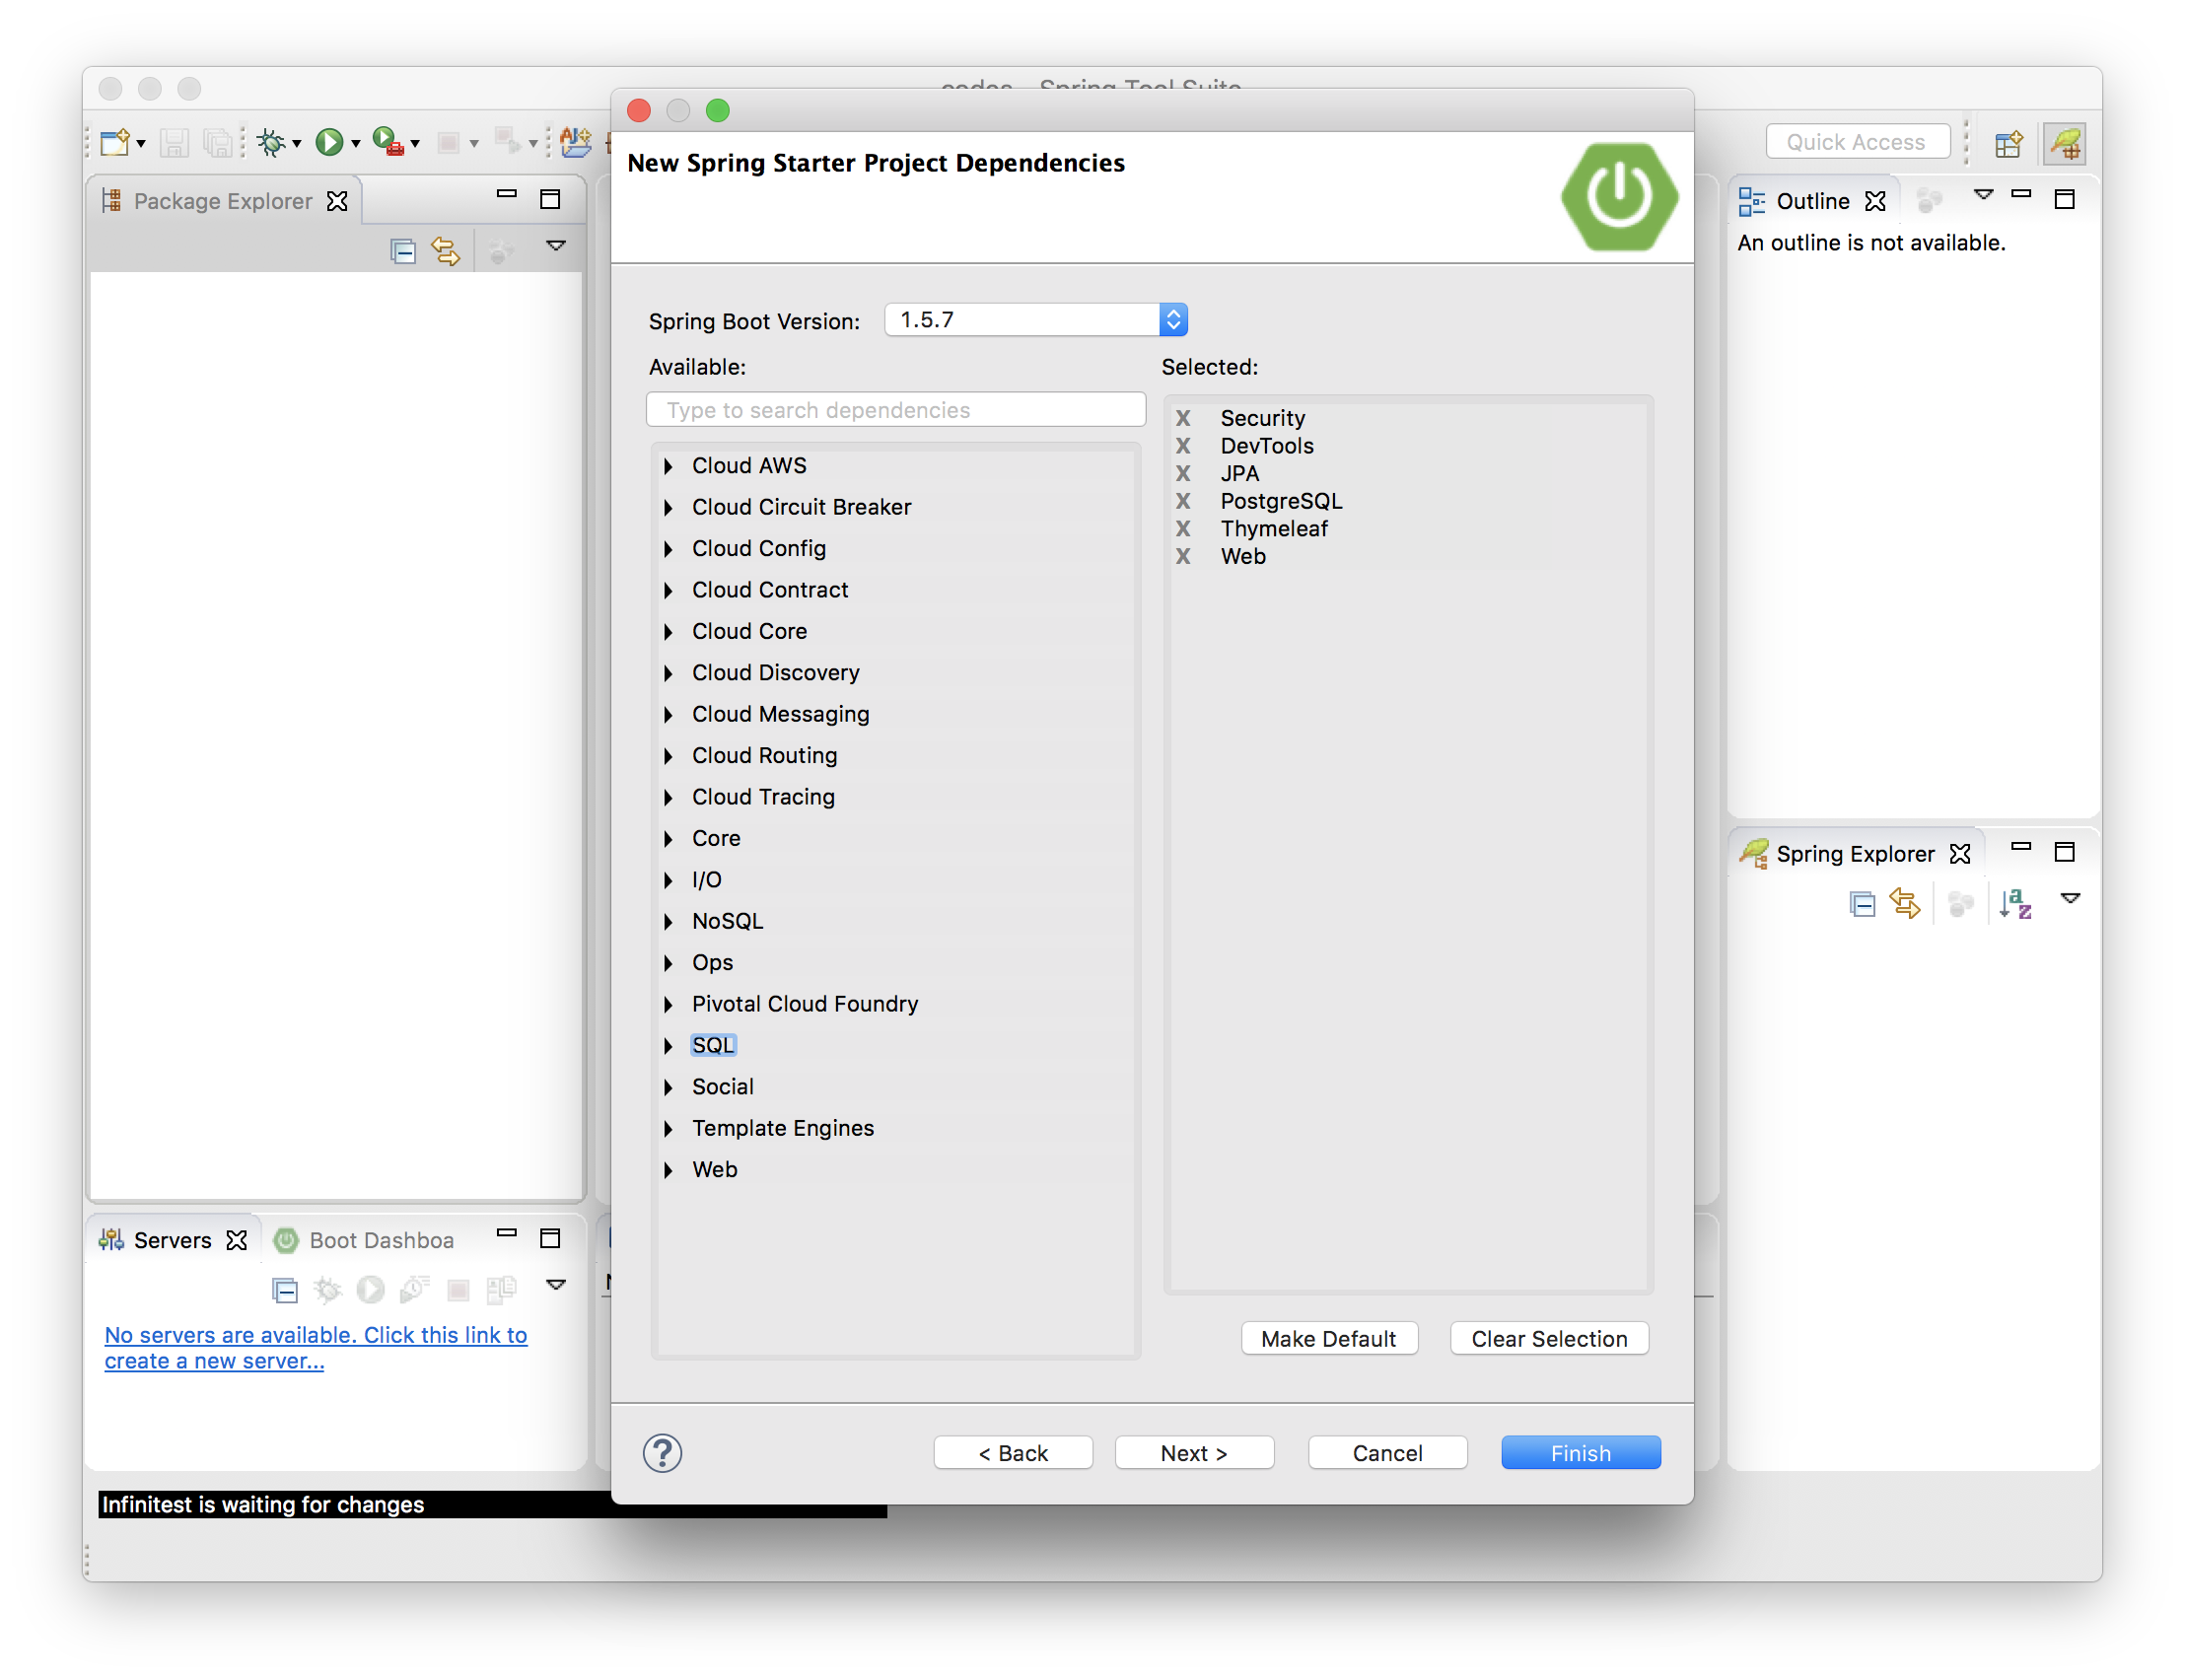 codes - Spring Tool Suite
Quick Access
Package Explorer
New Spring Starter Project Dependencies
Outline
An outline is not available.
Spring Boot Version: 1.5.7
Available:
Selected:
Type to search dependencies
Cloud AWS
Cloud Circuit Breaker
Cloud Config
Cloud Contract
Cloud Core
Cloud Discovery
Cloud Messaging
Cloud Routing
Cloud Tracing
Core
I/O
NoSQL
Ops
Pivotal Cloud Foundry
SQL
Social
Template Engines
Web
X Security
X DevTools
X JPA
X PostgreSQL
X Thymeleaf
X Web
Spring Explorer
Servers
Boot Dashboa
No servers are available. Click this link to
create a new server...
Make Default
Clear Selection
< Back
Next >
Cancel
Finish
Infinitest is waiting for changes